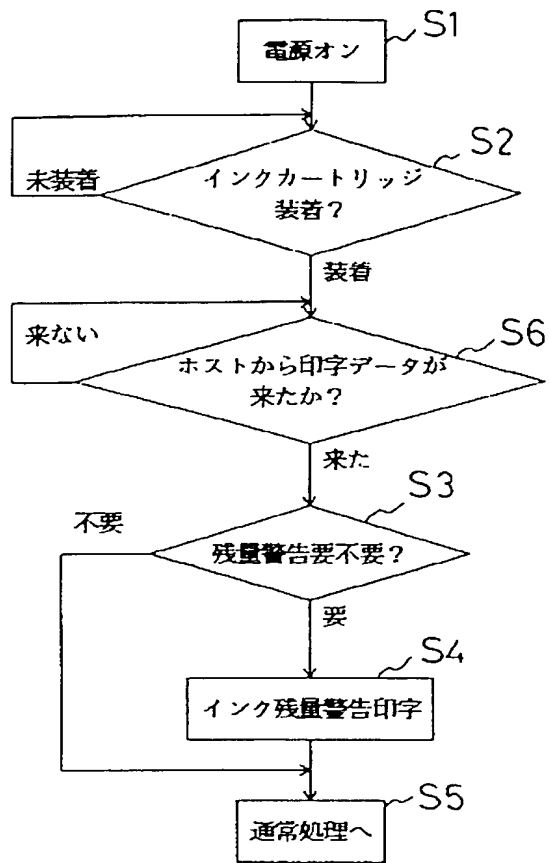 S1
電源オン
S2
未装着
インクカートリッジ
装着？
装着
S6
来ない
ホストから印字データが
来たか？
来た
S3
不要
残量警告要不要？
要
S4
インク残量警告印字
S5
通常処理へ